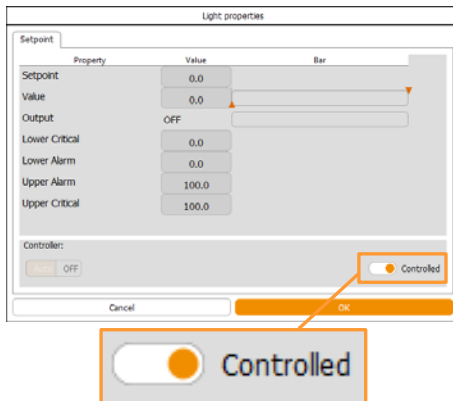 Light properties
Setpoint
Property Value Bar
Setpoint 0.0
Value 0.0
Output OFF
Lower Critical 0.0
Lower Alarm 0.0
Upper Alarm 100.0
Upper Critical 100.0
Controller:
Auto OFF Controlled
Cancel OK
Controlled